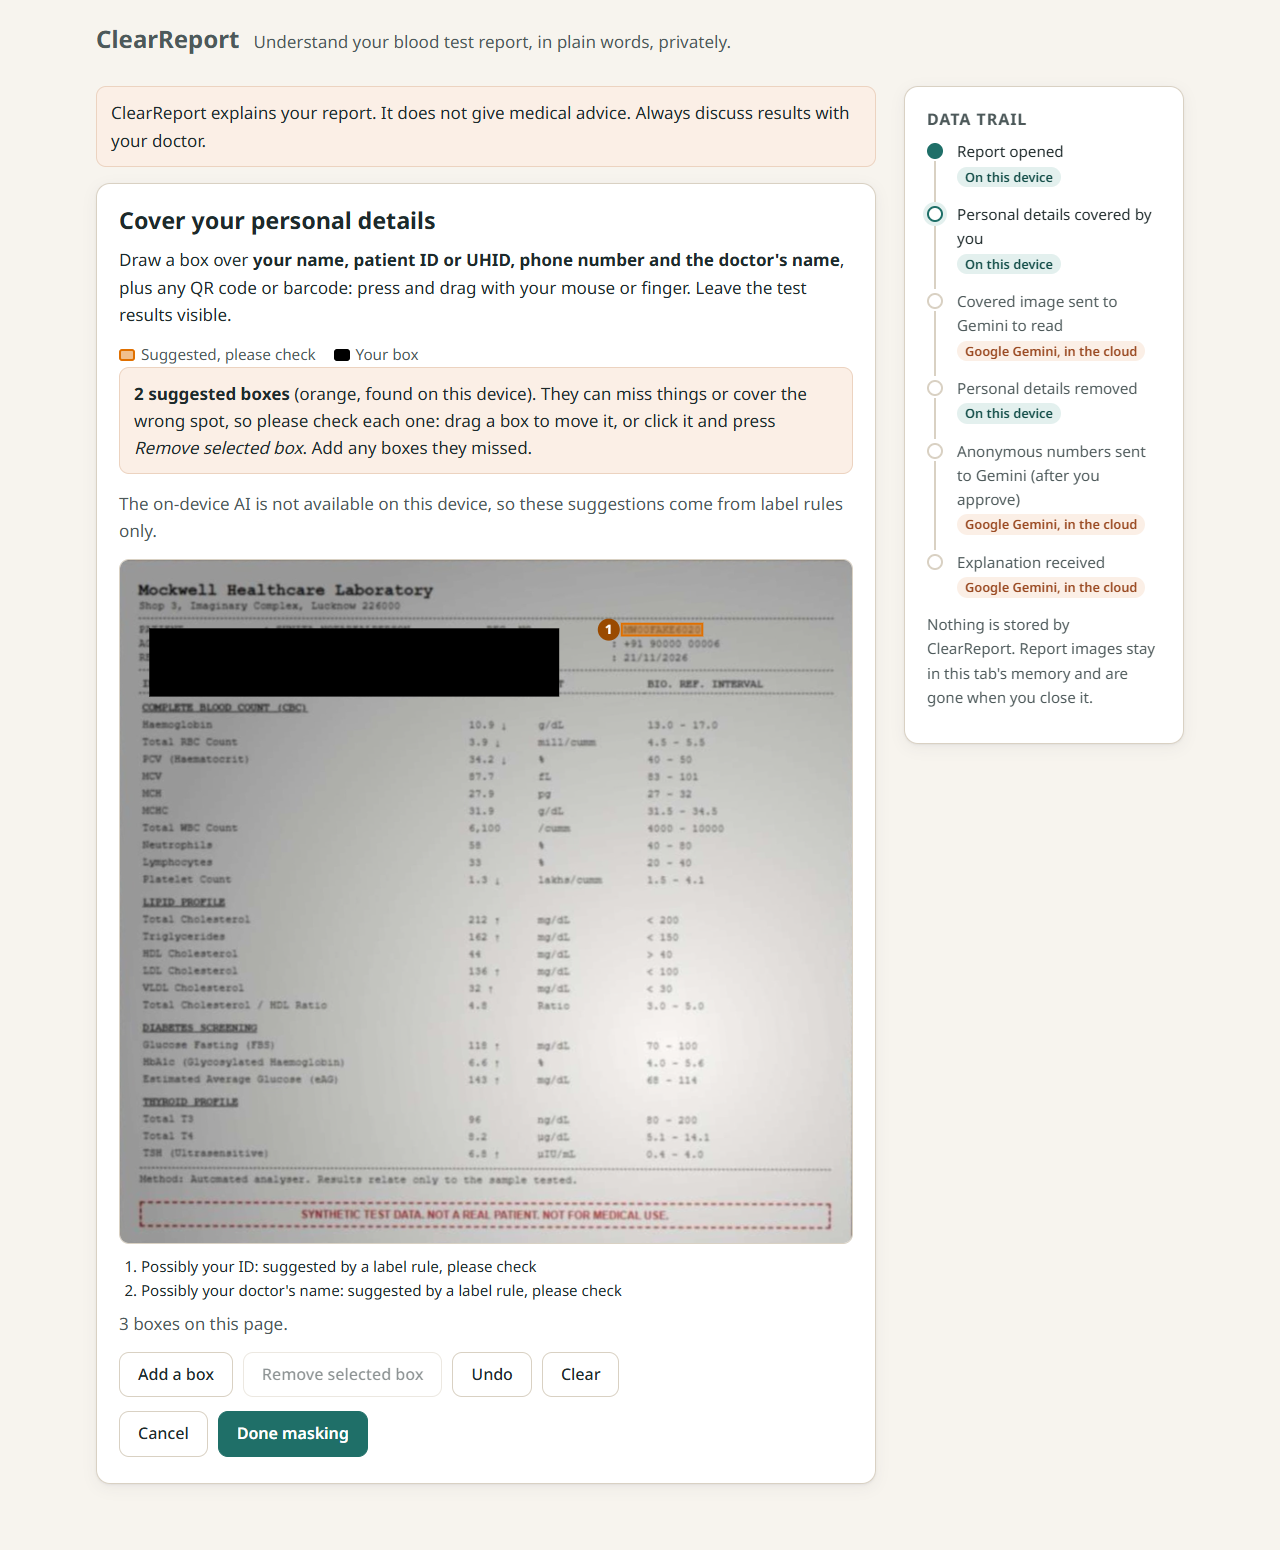 ClearReport Understand your blood test report, in plain words, privately.
ClearReport explains your report. It does not give medical advice. Always discuss results with
your doctor.
Cover your personal details
Draw a box over your name, patient ID or UHID, phone number and the doctor's name,
plus any QR code or barcode: press and drag with your mouse or finger. Leave the test
results visible.
Suggested, please check Your box
2 suggested boxes (orange, found on this device). They can miss things or cover the
wrong spot, so please check each one: drag a box to move it, or click it and press
Remove selected box. Add any boxes they missed.
The on-device AI is not available on this device, so these suggestions come from label rules
only.
Mockwell Healthcare Laboratory
Shop 3, Imaginary Complex, Lucknow 226000
1
: +91 90000 00006
: 21/11/2026
BIO. REF. INTERVAL
COMPLETE BLOOD COUNT (CBC)
Haemoglobin 10.9 ↓ g/dL 13.0 - 17.0
Total RBC Count 3.9 ↓ mill/cumm 4.5 - 5.5
PCV (Haematocrit) 34.2 ↓ % 40 - 50
MCV 87.7 fL 83 - 101
MCH 27.9 pg 27 - 32
MCHC 31.9 g/dL 31.5 - 34.5
Total WBC Count 6,100 /cumm 4000 - 10000
Neutrophils 58 % 40 - 80
Lymphocytes 33 % 20 - 40
Platelet Count 1.3 ↓ lakhs/cumm 1.5 - 4.1
LIPID PROFILE
Total Cholesterol 212 ↑ mg/dL < 200
Triglycerides 162 ↑ mg/dL < 150
HDL Cholesterol 44 mg/dL > 40
LDL Cholesterol 136 ↑ mg/dL < 100
VLDL Cholesterol 32 ↑ mg/dL < 30
Total Cholesterol / HDL Ratio 4.8 Ratio 3.0 - 5.0
DIABETES SCREENING
Glucose Fasting (FBS) 118 ↑ mg/dL 70 - 100
HbA1c (Glycosylated Haemoglobin) 6.6 ↑ % 4.0 - 5.6
Estimated Average Glucose (eAG) 143 ↑ mg/dL 68 - 114
THYROID PROFILE
Total T3 96 ng/dL 80 - 200
Total T4 8.2 µg/dL 5.1 - 14.1
TSH (Ultrasensitive) 6.8 ↑ µIU/mL 0.4 - 4.0
Method: Automated analyser. Results relate only to the sample tested.
SYNTHETIC TEST DATA. NOT A REAL PATIENT. NOT FOR MEDICAL USE.
1. Possibly your ID: suggested by a label rule, please check
2. Possibly your doctor's name: suggested by a label rule, please check
3 boxes on this page.
Add a box Remove selected box Undo Clear
Cancel Done masking
DATA TRAIL
Report opened
On this device
Personal details covered by
you
On this device
Covered image sent to
Gemini to read
Google Gemini, in the cloud
Personal details removed
On this device
Anonymous numbers sent
to Gemini (after you
approve)
Google Gemini, in the cloud
Explanation received
Google Gemini, in the cloud
Nothing is stored by
ClearReport. Report images stay
in this tab's memory and are
gone when you close it.